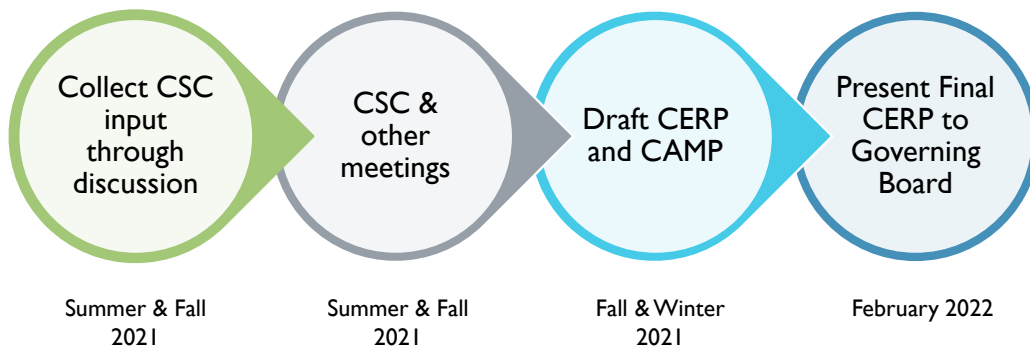 Collect CSC
input
through
discussion
CSC &
other
meetings
Draft CERP
and CAMP
Present Final
CERP to
Governing
Board
Summer & Fall
2021
Summer & Fall
2021
Fall & Winter
2021
February 2022